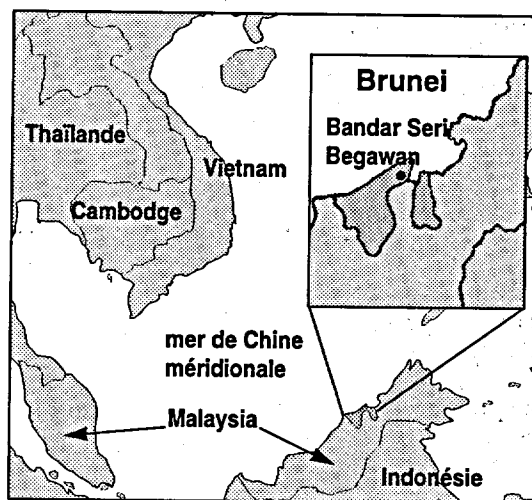 Brunei
Bandar Seri
Begawan
Thaïlande
Vietnam
Cambodge
mer de Chine
méridionale
Malaysia
Indonésie